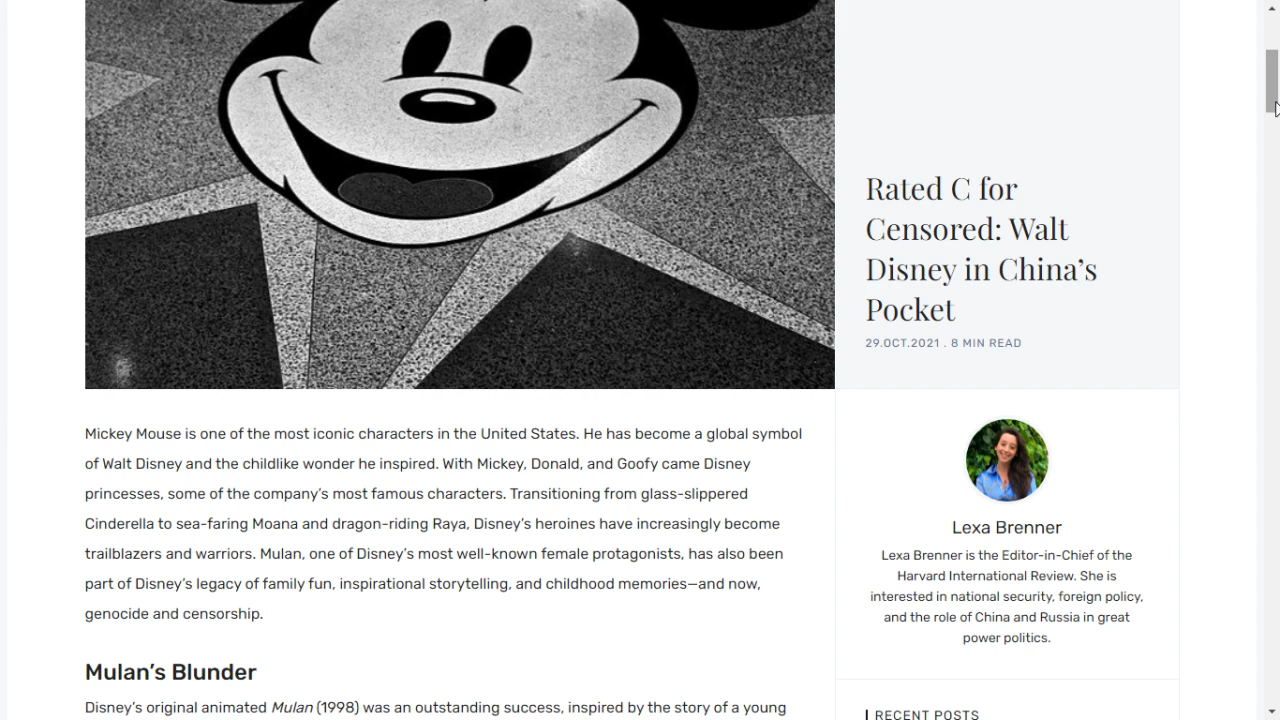 Rated C for
Censored: Walt
Disney in China's
Pocket
29.OCT.2021 . 8 MIN READ
Mickey Mouse is one of the most iconic characters in the United States. He has become a global symbol
of Walt Disney and the childlike wonder he inspired. With Mickey, Donald, and Goofy came Disney
princesses, some of the company's most famous characters. Transitioning from glass-slippered
Cinderella to sea-faring Moana and dragon-riding Raya, Disney's heroines have increasingly become
trailblazers and warriors. Mulan, one of Disney's most well-known female protagonists, has also been
part of Disney's legacy of family fun, inspirational storytelling, and childhood memories—and now,
genocide and censorship.
Mulan's Blunder
Disney's original animated Mulan (1998) was an outstanding success, inspired by the story of a young
Lexa Brenner
Lexa Brenner is the Editor-in-Chief of the
Harvard International Review. She is
interested in national security, foreign policy,
and the role of China and Russia in great
power politics.
RECENT POSTS